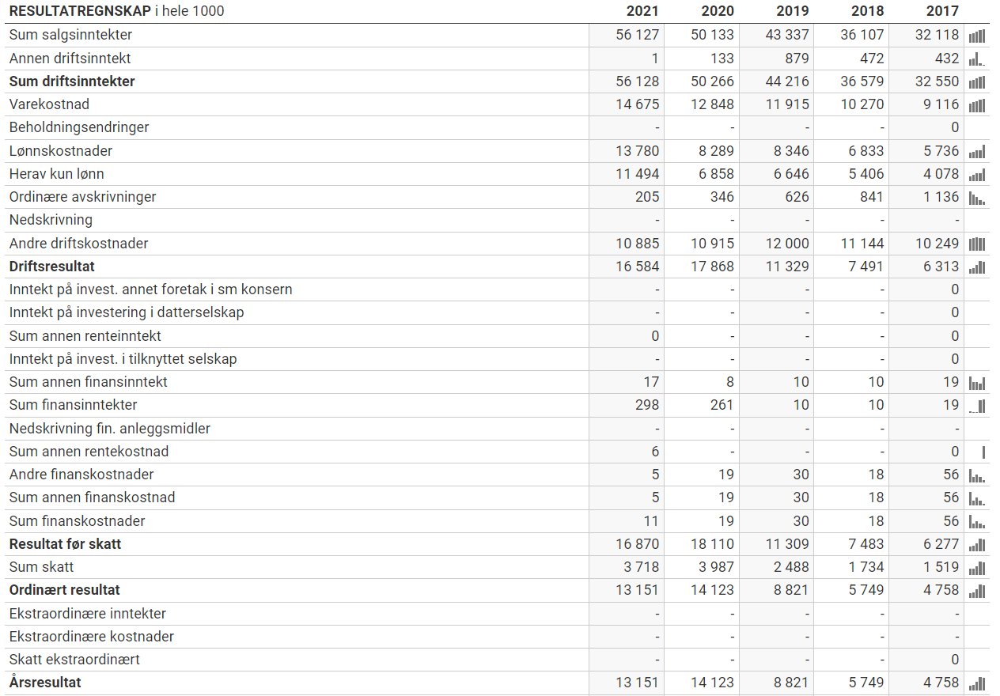 RESULTATREGNSKAP i hele 1000 2021 2020 2019 2018 2017
Sum salgsinntekter 56 127 50 133 43 337 36 107 32 118
Annen driftsinntekt 1 133 879 472 432
Sum driftsinntekter 56 128 50 266 44 216 36 579 32 550
Varekostnad 14 675 12 848 11 915 10 270 9 116
Beholdningsendringer - - - - 0
Lønnskostnader 13 780 8 289 8 346 6 833 5 736
Herav kun lønn 11 494 6 858 6 646 5 406 4 078
Ordinære avskrivninger 205 346 626 841 1 136
Nedskrivning - - - - -
Andre driftskostnader 10 885 10 915 12 000 11 144 10 249
Driftsresultat 16 584 17 868 11 329 7 491 6 313
Inntekt på invest. annet foretak i sm konsern - - - - 0
Inntekt på investering i datterselskap - - - - 0
Sum annen renteinntekt 0 - - - 0
Inntekt på invest. i tilknyttet selskap - - - - 0
Sum annen finansinntekt 17 8 10 10 19
Sum finansinntekter 298 261 10 10 19
Nedskrivning fin. anleggsmidler - - - - -
Sum annen rentekostnad 6 - - - 0
Andre finanskostnader 5 19 30 18 56
Sum annen finanskostnad 5 19 30 18 56
Sum finanskostnader 11 19 30 18 56
Resultat før skatt 16 870 18 110 11 309 7 483 6 277
Sum skatt 3 718 3 987 2 488 1 734 1 519
Ordinært resultat 13 151 14 123 8 821 5 749 4 758
Ekstraordinære inntekter - - - - -
Ekstraordinære kostnader - - - - -
Skatt ekstraordinært - - - - 0
Årsresultat 13 151 14 123 8 821 5 749 4 758